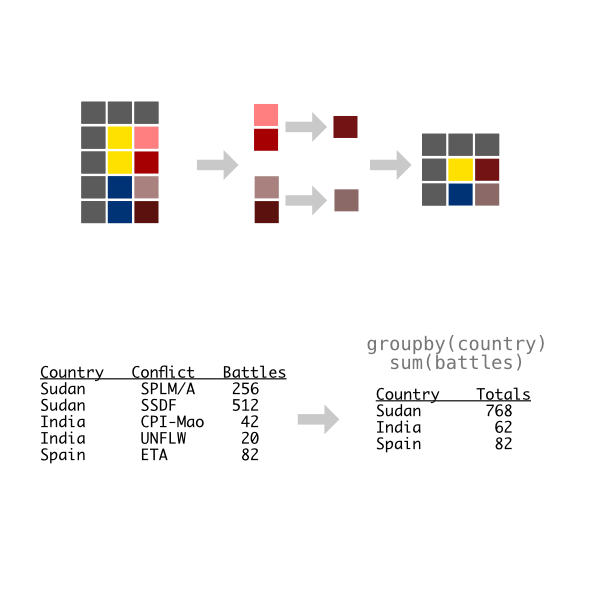 groupby(country)
sum(battles)
Country Conflict Battles
Sudan SPLM/A 256
Sudan SSDF 512
India CPI-Mao 42
India UNFLW 20
Spain ETA 82
Country Totals
Sudan 768
India 62
Spain 82